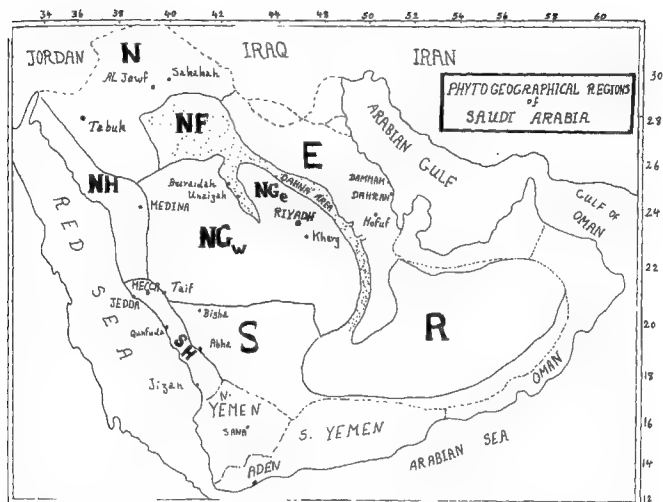 34 36 38 40 42 44 46 48 50 52 54 56 58 60
JORDAN
N
IRAQ
IRAN
AL Jawf
Sakakah
30
PHYTOGEOGRAPHICAL REGIONS
of
SAUDI ARABIA
Tabuk
NF
28
E
ARABIAN GULF
NH
Buraidah
Unaizah
NGe
DAHNA' AREA
DAMMAM
DAHRAN
26
GULF OF
OMAN
MEDINA
RIYADH
Hofuf
24
NGw
Kherg
RED SEA
MECCA
Taif
22
JEDDA
Bisha
Qunfuda
S
R
20
SH
Abha
Jizan
18
OMAN
N.
YEMEN
SANA
S. YEMEN
16
ARABIAN SEA
ADEN
14
12